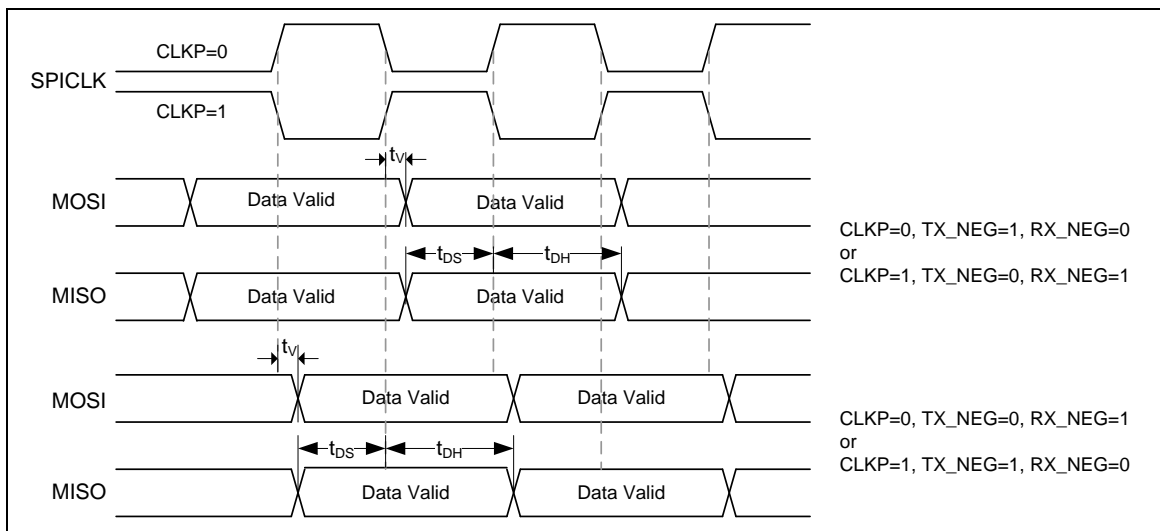 CLKP=0
SPICLK
CLKP=1
tV
MOSI
Data Valid
Data Valid
CLKP=0, TX_NEG=1, RX_NEG=0
or
CLKP=1, TX_NEG=0, RX_NEG=1
tDS
tDH
MISO
Data Valid
Data Valid
tV
MOSI
Data Valid
Data Valid
CLKP=0, TX_NEG=0, RX_NEG=1
or
CLKP=1, TX_NEG=1, RX_NEG=0
tDS
tDH
MISO
Data Valid
Data Valid